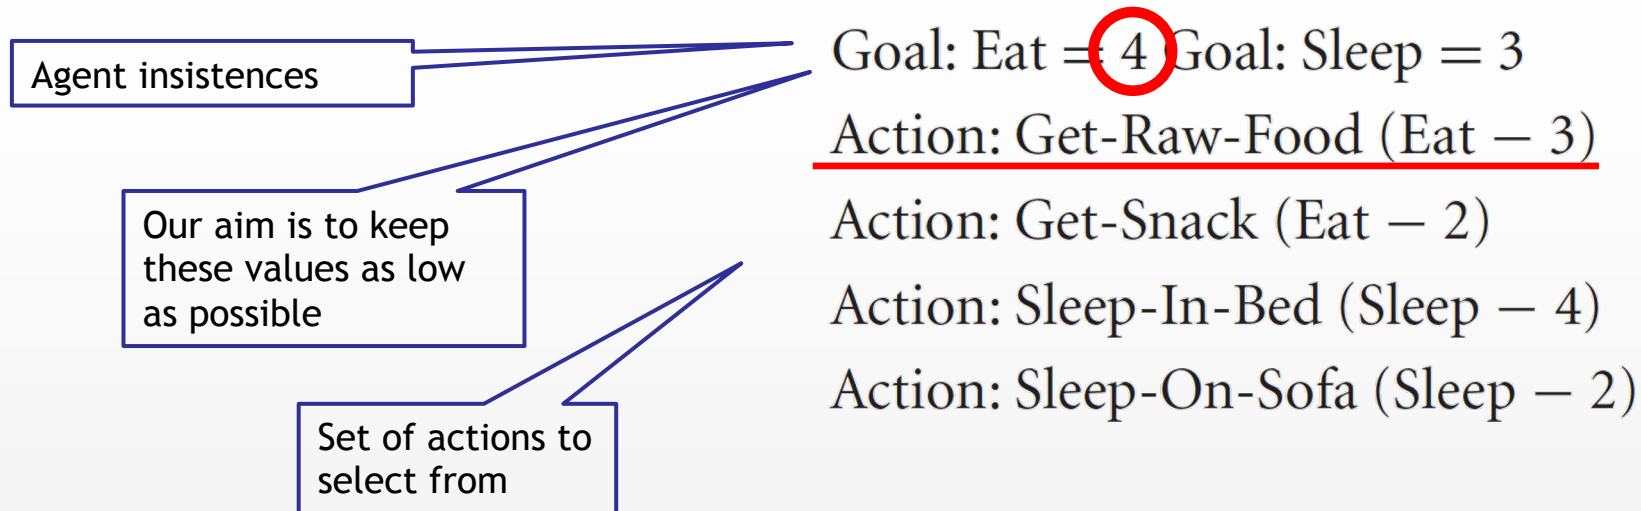 Agent insistences
Our aim is to keep
these values as low
as possible
Set of actions to
select from
Goal: Eat = 4 Goal: Sleep = 3
Action: Get-Raw-Food (Eat − 3)
Action: Get-Snack (Eat − 2)
Action: Sleep-In-Bed (Sleep − 4)
Action: Sleep-On-Sofa (Sleep − 2)